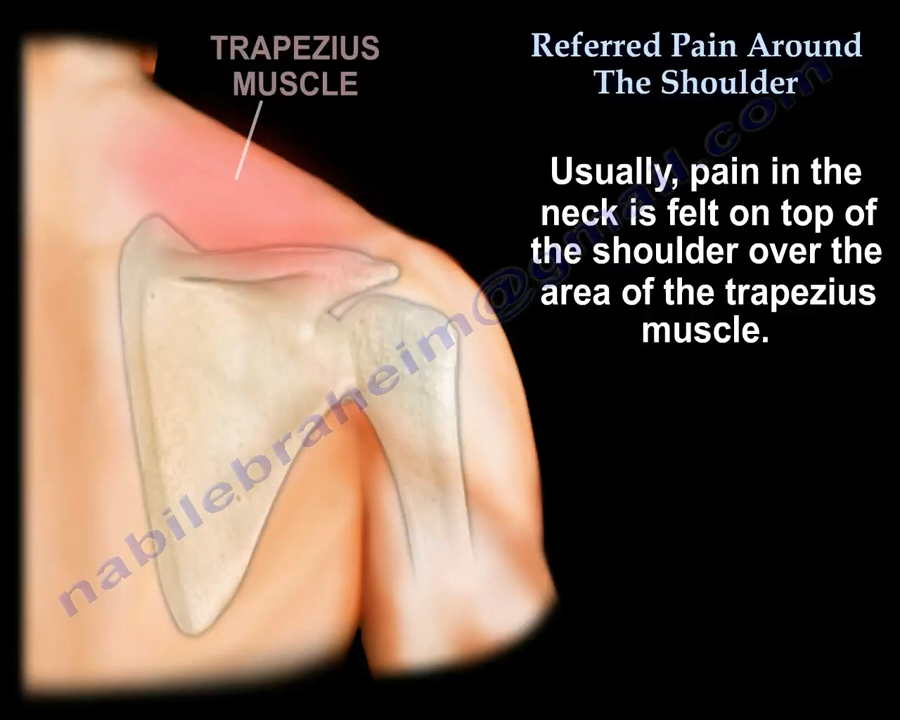 TRAPEZIUS
MUSCLE
Referred Pain Around
The Shoulder
Usually, pain in the
neck is felt on top of
the shoulder over the
area of the trapezius
muscle.
nabilebraheim@gmail.com